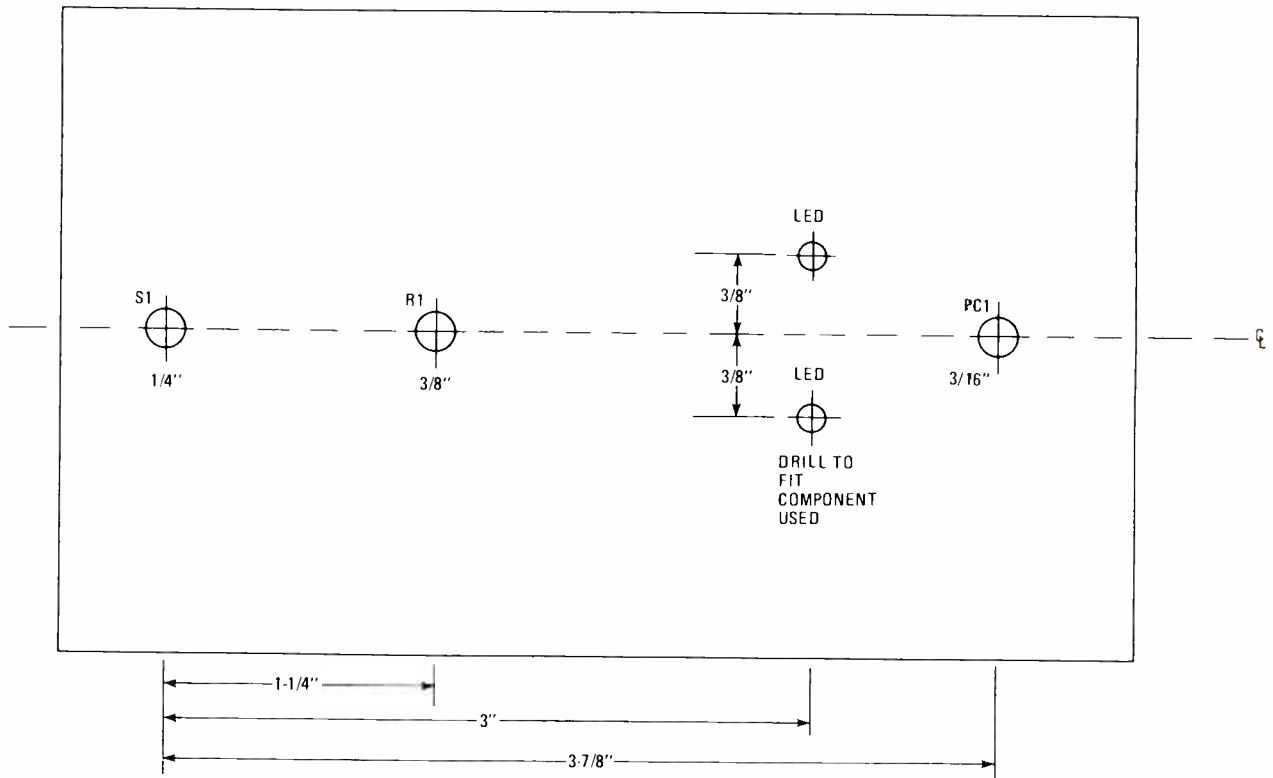 LED
3/8"
S1
R1
PC1
℄
1/4"
3/8"
3/8"
LED
3/16"
DRILL TO
FIT
COMPONENT
USED
1-1/4"
3"
3-7/8"